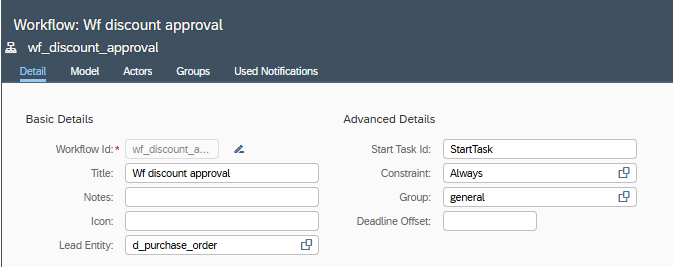 Workflow: Wf discount approval
wf_discount_approval
Detail Model Actors Groups Used Notifications
Basic Details
Workflow Id:* wf_discount_a...
Title: Wf discount approval
Notes:
Icon:
Lead Entity: d_purchase_order
Advanced Details
Start Task Id: StartTask
Constraint: Always
Group: general
Deadline Offset: